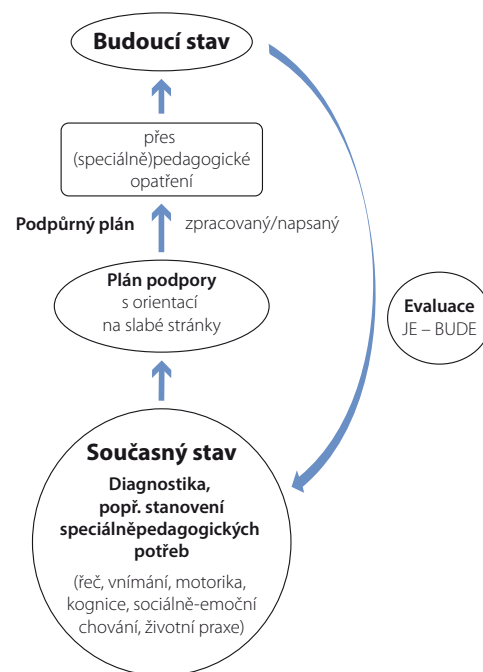 Budoucí stav
přes
(speciálně)pedagogické
opatření
Podpůrný plán
zpracovaný/napsaný
Plán podpory
s orientací
na slabé stránky
Evaluace
JE – BUDE
Současný stav
Diagnostika,
popř. stanovení
speciálněpedagogických
potřeb
(řeč, vnímání, motorika,
kognice, sociálně-emoční
chování, životní praxe)